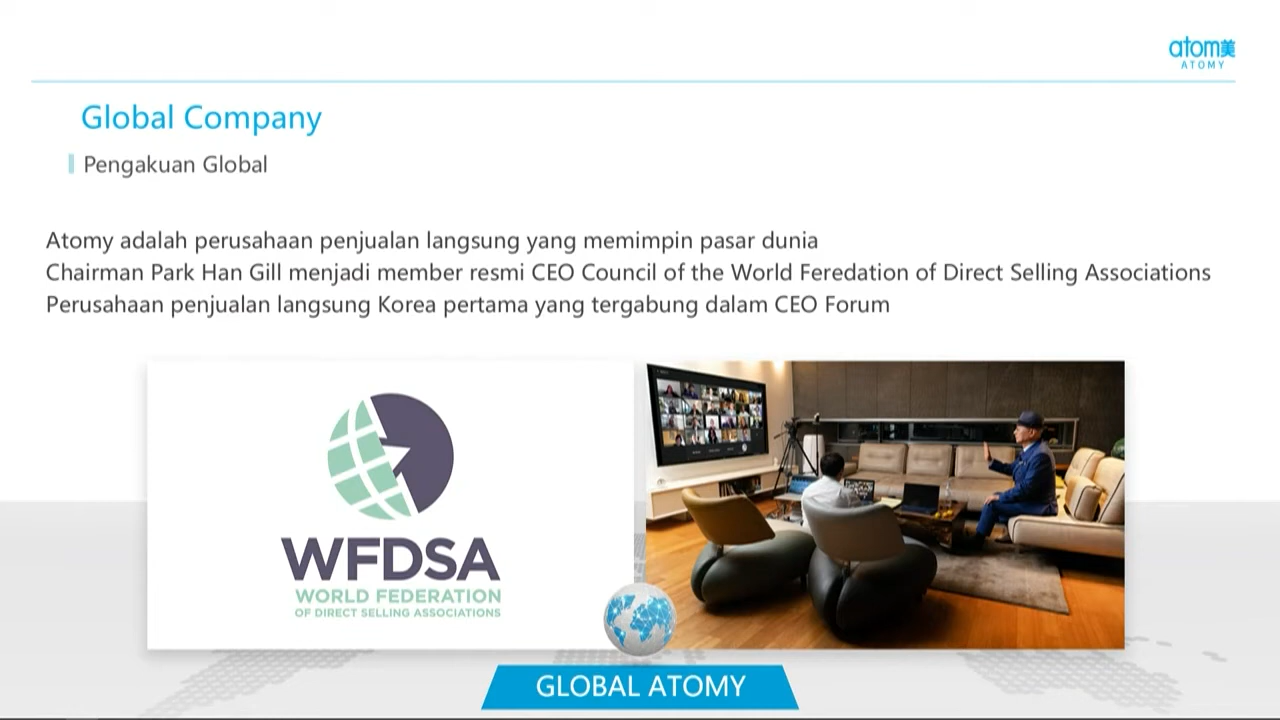 atom美
ATOMY
Global Company
Pengakuan Global
Atomy adalah perusahaan penjualan langsung yang memimpin pasar dunia
Chairman Park Han Gill menjadi member resmi CEO Council of the World Feredation of Direct Selling Associations
Perusahaan penjualan langsung Korea pertama yang tergabung dalam CEO Forum
WFDSA
WORLD FEDERATION
OF DIRECT SELLING ASSOCIATIONS
GLOBAL ATOMY